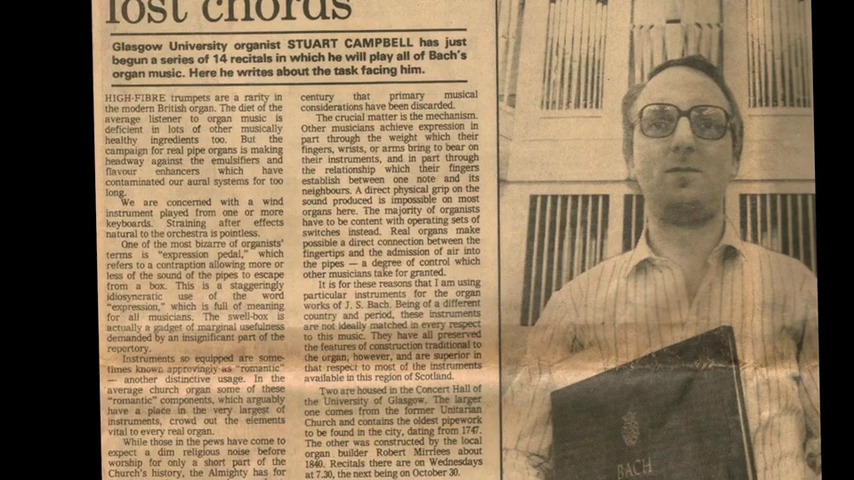 lost chords
Glasgow University organist STUART CAMPBELL has just
begun a series of 14 recitals in which he will play all of Bach's
organ music. Here he writes about the task facing him.
HIGH-FIBRE trumpets are a rarity in
the modern British organ. The diet of the
average listener to organ music is
deficient in lots of other musically
healthy ingredients too. But the
campaign for real pipe organs is making
headway against the emulsifiers and
flavour enhancers which have
contaminated our aural systems for too
long.
We are concerned with a wind
instrument played from one or more
keyboards. Straining after effects
natural to the orchestra is pointless.
One of the most bizarre of organists'
terms is "expression pedal," which
refers to a contraption allowing more or
less of the sound of the pipes to escape
from a box. This is a staggeringly
idiosyncratic use of the word
"expression," which is full of meaning
for all musicians. The swell-box is
actually a gadget of marginal usefulness
demanded by an insignificant part of the
repertory.
Instruments so equipped are some-
times known approvingly as "romantic"
— another distinctive usage. In the
average church organ some of these
"romantic" components, which arguably
have a place in the very largest of
instruments, crowd out the elements
vital to every real organ.
While those in the pews have come to
expect a dim religious noise before
worship for only a short part of the
Church's history, the Almighty has for
century that primary musical
considerations have been discarded.
The crucial matter is the mechanism.
Other musicians achieve expression in
part through the weight which their
fingers, wrists, or arms bring to bear on
their instruments, and in part through
the relationship which their fingers
establish between one note and its
neighbours. A direct physical grip on the
sound produced is impossible on most
organs here. The majority of organists
have to be content with operating sets of
switches instead. Real organs make
possible a direct connection between the
fingertips and the admission of air into
the pipes — a degree of control which
other musicians take for granted.
It is for these reasons that I am using
particular instruments for the organ
works of J. S. Bach. Being of a different
country and period, these instruments
are not ideally matched in every respect
to this music. They have all preserved
the features of construction traditional to
the organ, however, and are superior in
that respect to most of the instruments
available in this region of Scotland.
Two are housed in the Concert Hall of
the University of Glasgow. The larger
one comes from the former Unitarian
Church and contains the oldest pipework
to be found in the city, dating from 1747.
The other was constructed by the local
organ builder Robert Mirriees about
1840. Recitals there are on Wednesdays
at 7.30, the next being on October 30.
BACH